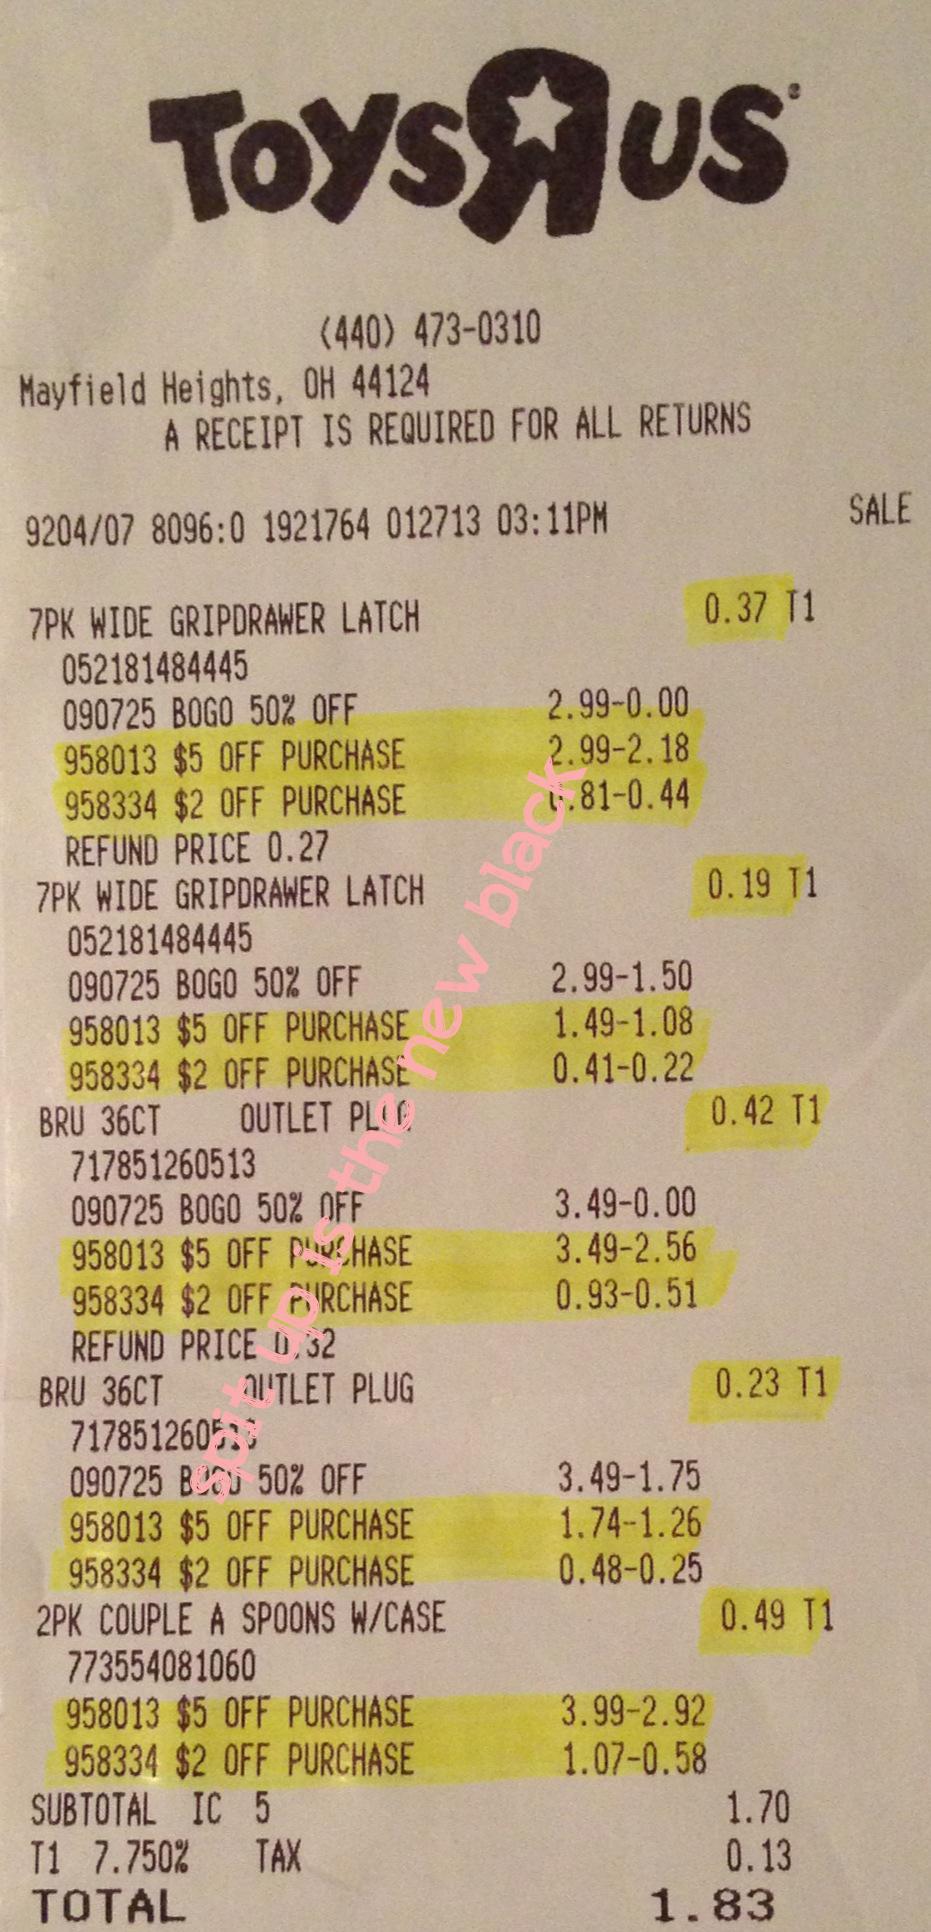 ToysRus
(440) 473-0310
Mayfield Heights, OH 44124
A RECEIPT IS REQUIRED FOR ALL RETURNS
9204/07 8096:0 1921764 012713 03:11PM SALE
7PK WIDE GRIPDRAWER LATCH 0.37 T1
052181484445
090725 BOGO 50% OFF 2.99-0.00
958013 $5 OFF PURCHASE 2.99-2.18
958334 $2 OFF PURCHASE 0.81-0.44
REFUND PRICE 0.27
7PK WIDE GRIPDRAWER LATCH 0.19 T1
052181484445
090725 BOGO 50% OFF 2.99-1.50
958013 $5 OFF PURCHASE 1.49-1.08
958334 $2 OFF PURCHASE 0.41-0.22
BRU 36CT OUTLET PLUG 0.42 T1
717851260513
090725 BOGO 50% OFF 3.49-0.00
958013 $5 OFF PURCHASE 3.49-2.56
958334 $2 OFF PURCHASE 0.93-0.51
REFUND PRICE 0.32
BRU 36CT OUTLET PLUG 0.23 T1
717851260513
090725 BOGO 50% OFF 3.49-1.75
958013 $5 OFF PURCHASE 1.74-1.26
958334 $2 OFF PURCHASE 0.48-0.25
2PK COUPLE A SPOONS W/CASE 0.49 T1
773554081060
958013 $5 OFF PURCHASE 3.99-2.92
958334 $2 OFF PURCHASE 1.07-0.58
SUBTOTAL IC 5 1.70
T1 7.750% TAX 0.13
TOTAL 1.83
spit up is the new black